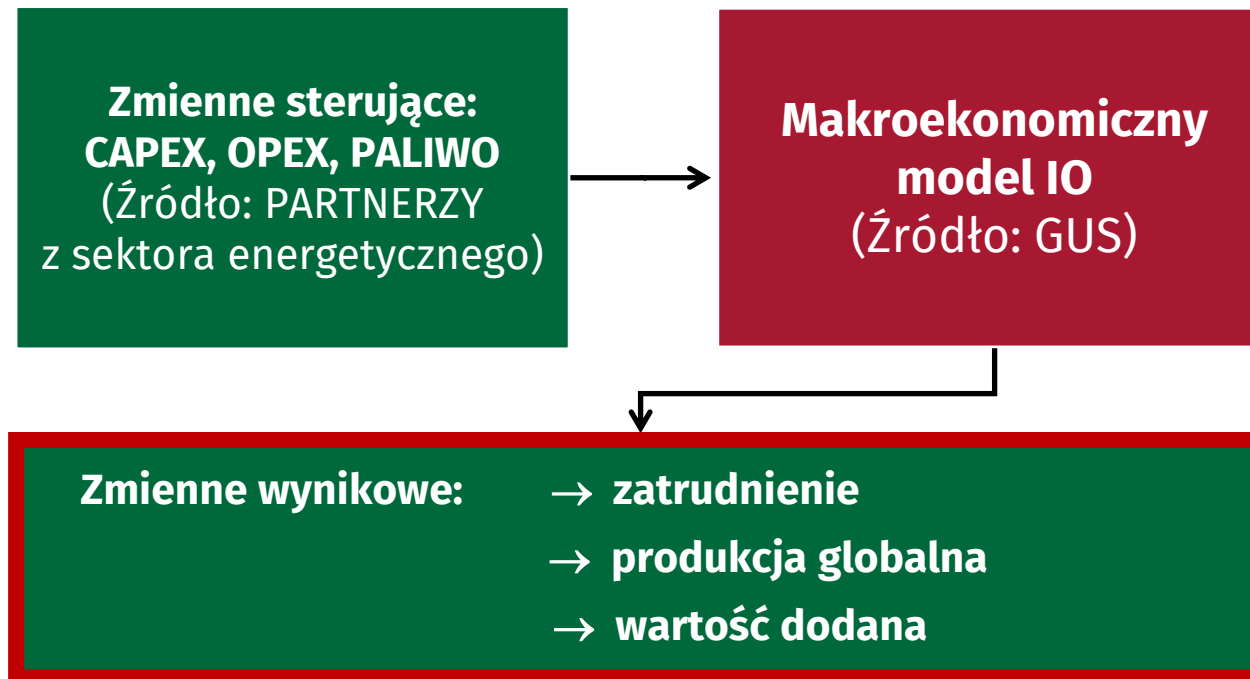 Zmienne sterujące:
CAPEX, OPEX, PALIWO
(Źródło: PARTNERZY
z sektora energetycznego)
Makroekonomiczny
model IO
(Źródło: GUS)
Zmienne wynikowe: → zatrudnienie
→ produkcja globalna
→ wartość dodana